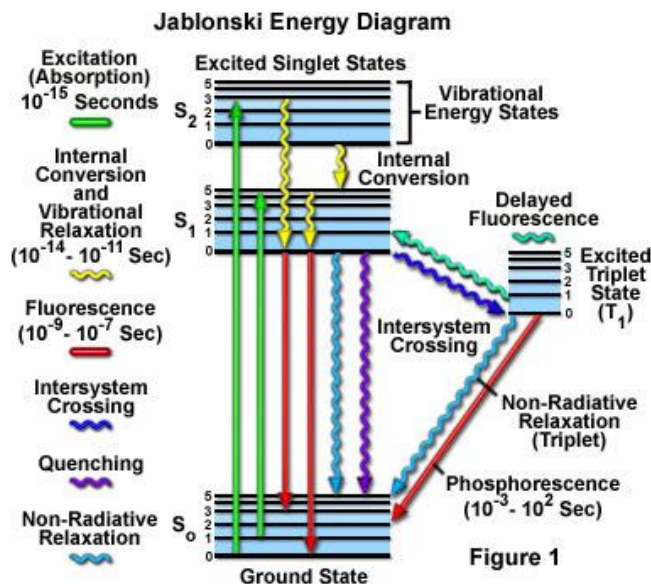 Jablonski Energy Diagram
Excitation
(Absorption)
10⁻¹⁵ Seconds
Internal
Conversion
and
Vibrational
Relaxation
(10⁻¹⁴ - 10⁻¹¹ Sec)
Fluorescence
(10⁻⁹ - 10⁻⁷ Sec)
Intersystem
Crossing
Quenching
Non-Radiative
Relaxation
Excited Singlet States
S₂
5
3
2
1
0
Vibrational
Energy States
Internal
Conversion
S₁
5
4
3
2
1
0
Delayed
Fluorescence
5
4
3
2
1
0
Excited
Triplet
State
(T₁)
Intersystem
Crossing
Non-Radiative
Relaxation
(Triplet)
Phosphorescence
(10⁻³ - 10² Sec)
S₀
5
4
3
2
1
0
Ground State
Figure 1